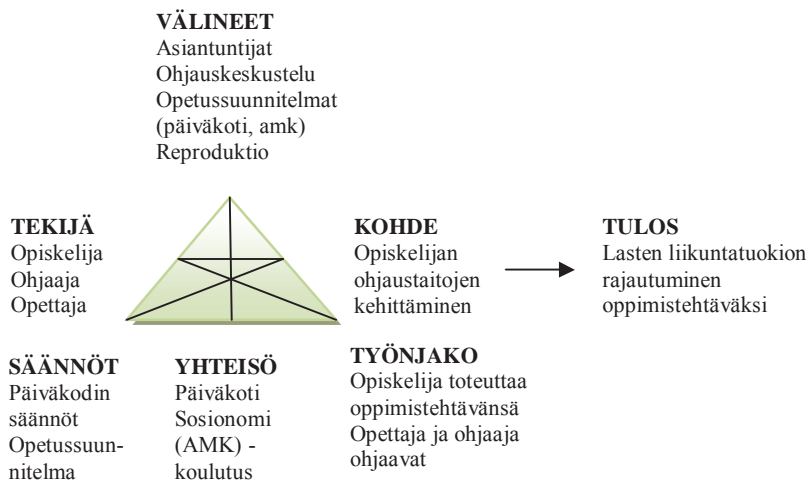 VÄLINEET
Asiantuntijat
Ohjauskeskustelu
Opetussuunnitelmat
(päiväkoti, amk)
Reproduktio
TEKIJÄ
Opiskelija
Ohjaaja
Opettaja
KOHDE
Opiskelijan
ohjaustaitojen
kehittäminen
TULOS
Lasten liikuntatuokion
rajautuminen
oppimistehtäväksi
SÄÄNNÖT
Päiväkodin
säännöt
Opetussuun-
nitelma
YHTEISÖ
Päiväkoti
Sosionomi
(AMK) -
koulutus
TYÖNJAKO
Opiskelija toteuttaa
oppimistehtävänsä
Opettaja ja ohjaaja
ohjaavat